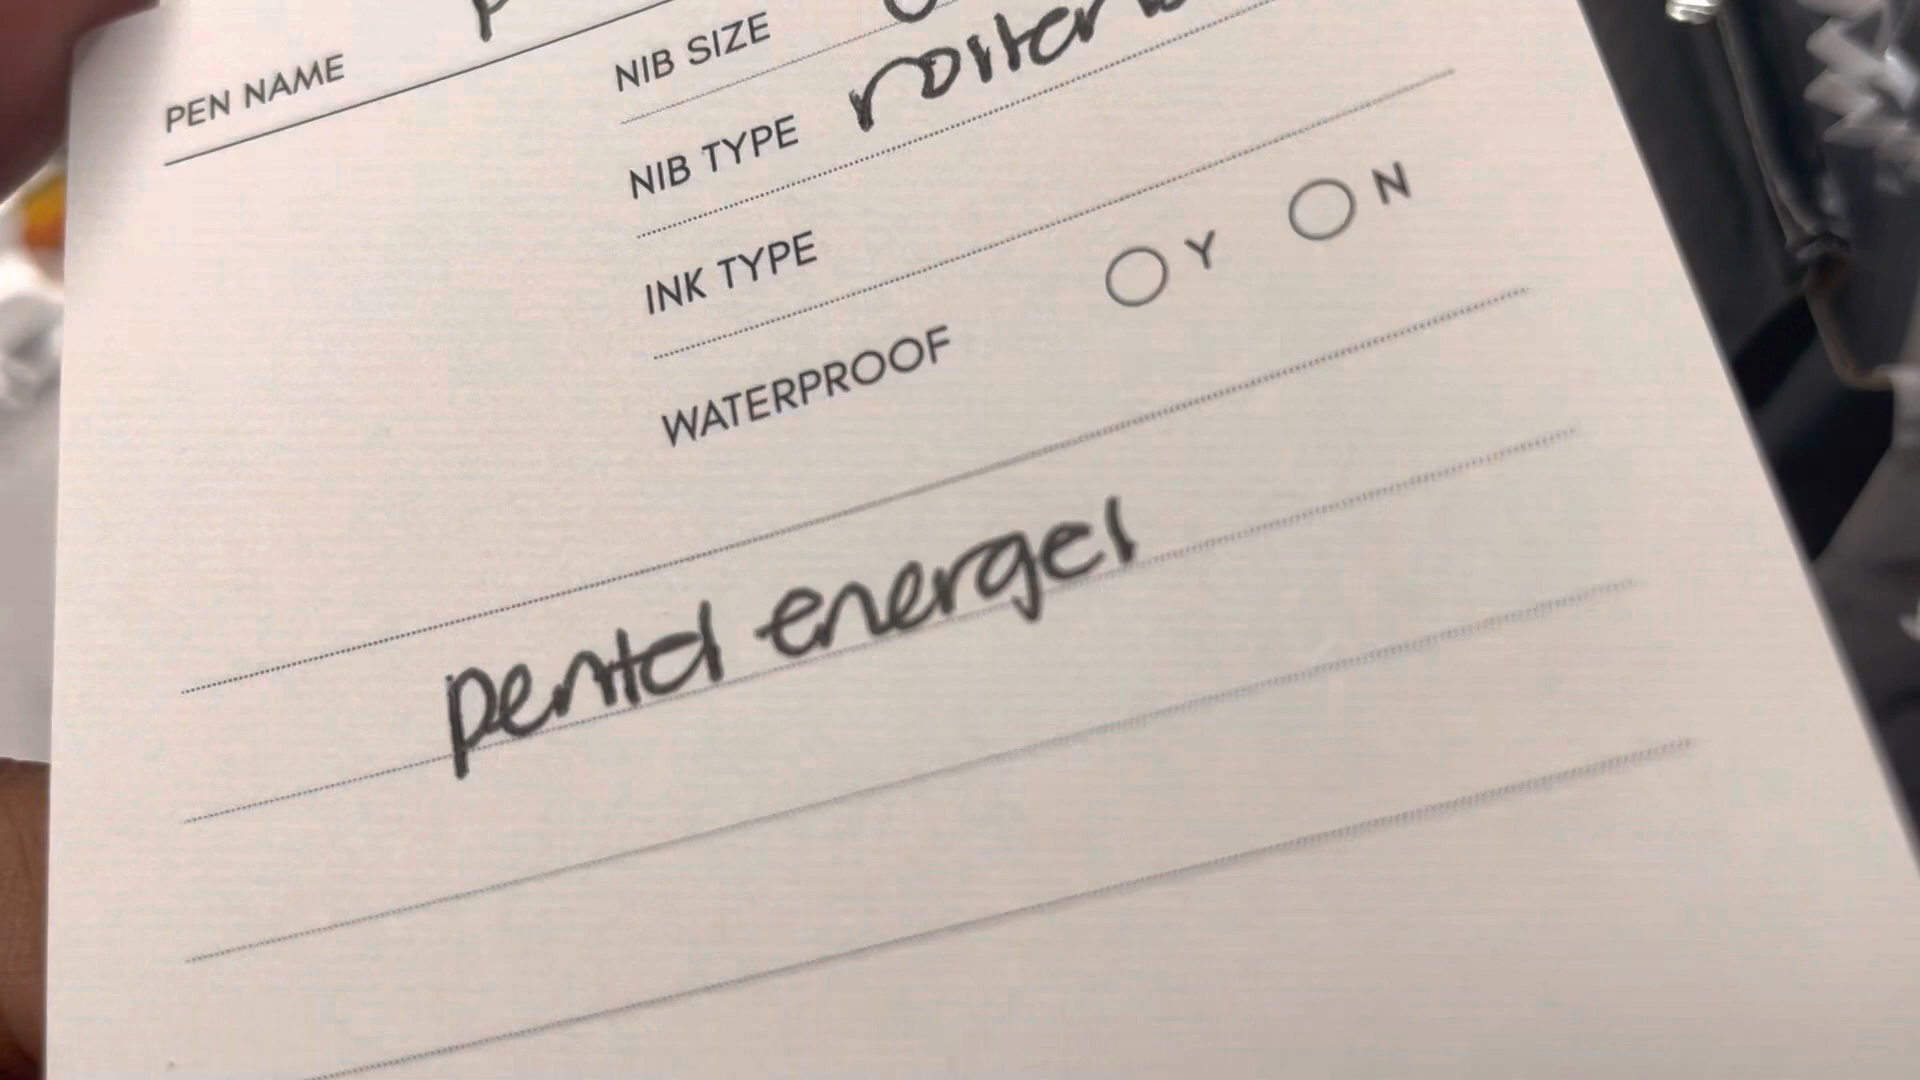 PEN NAME
NIB SIZE
NIB TYPE
INK TYPE
WATERPROOF Y N
pentel energel